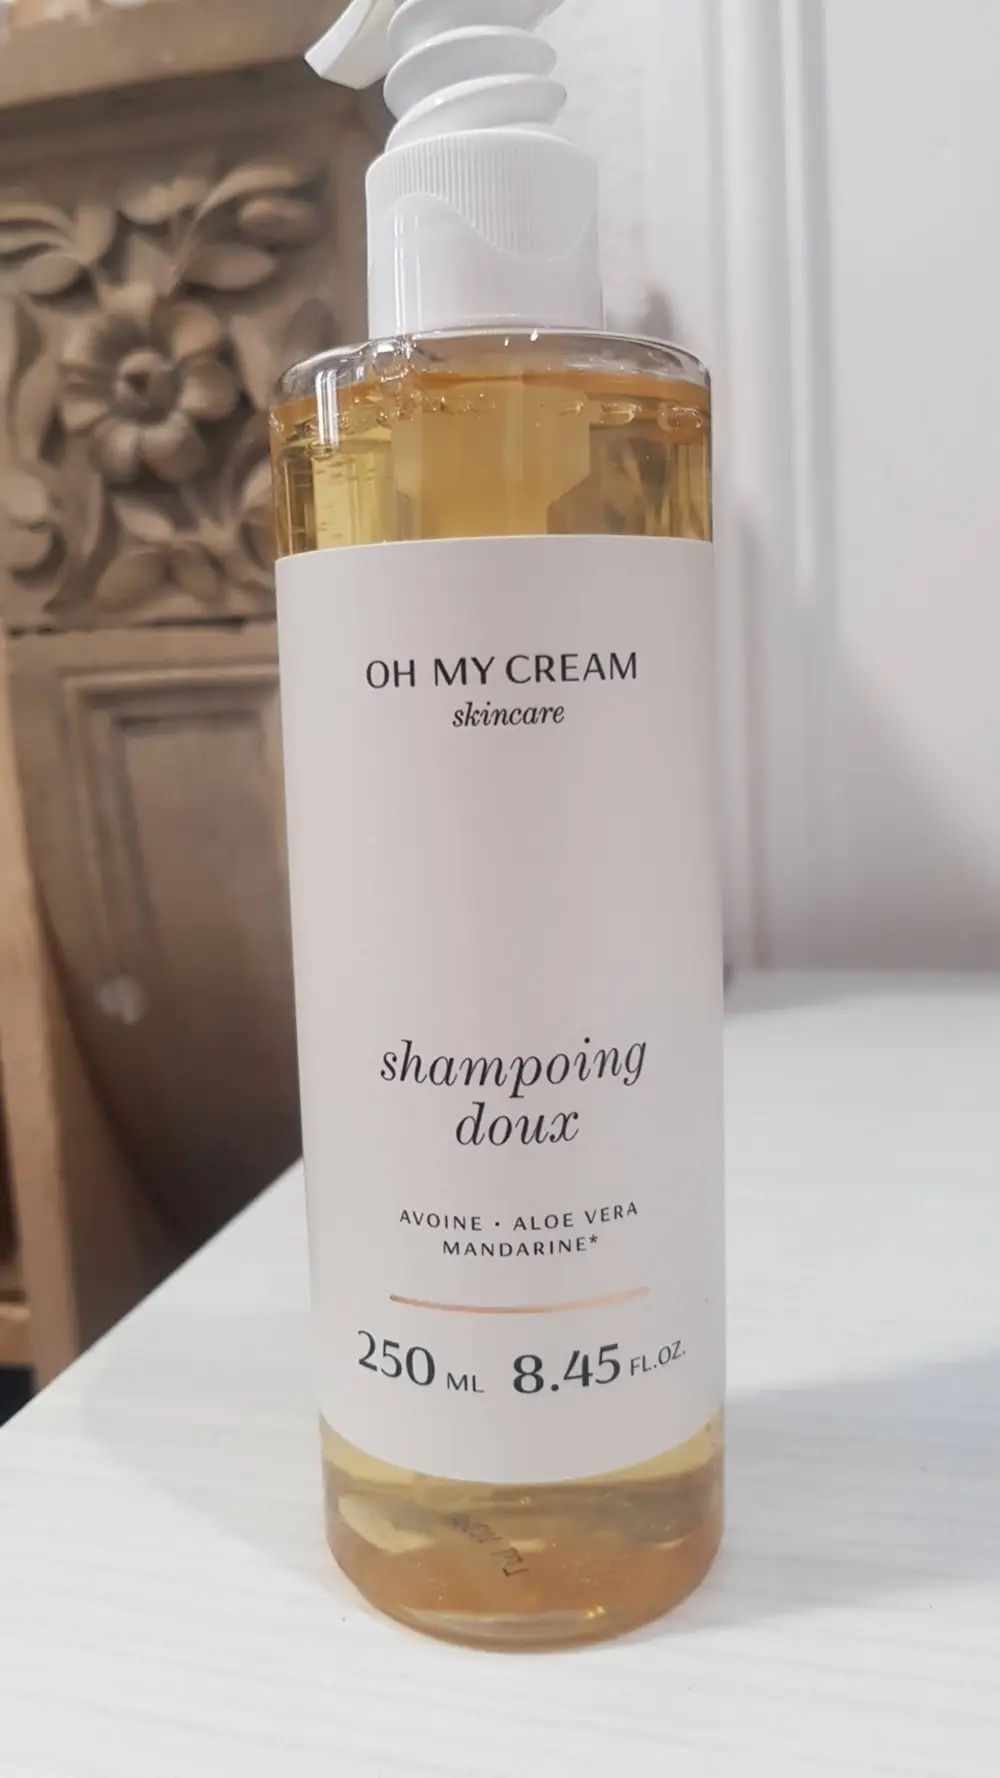 OH MY CREAM
skincare
shampoing
doux
AVOINE • ALOE VERA
MANDARINE*
250 ML 8.45 FL.OZ.